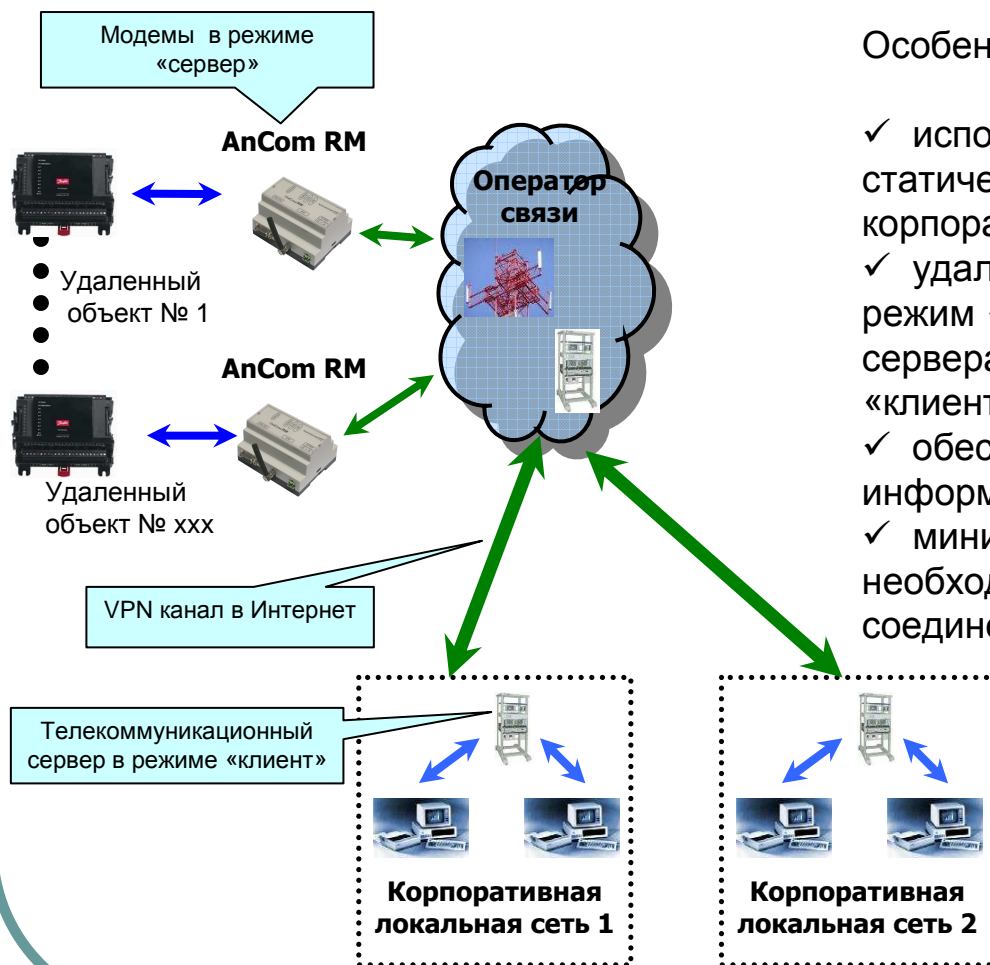 Модемы в режиме
«сервер»
AnCom RM
Оператор
связи
Удаленный
объект № 1
AnCom RM
Удаленный
объект № xxx
VPN канал в Интернет
Телекоммуникационный
сервер в режиме «клиент»
Корпоративная
локальная сеть 1
Корпоративная
локальная сеть 2
Особен
✓ испо
статиче
корпора
✓ удал
режим
сервера
«клиент
✓ обес
информ
✓ мини
необход
соедине